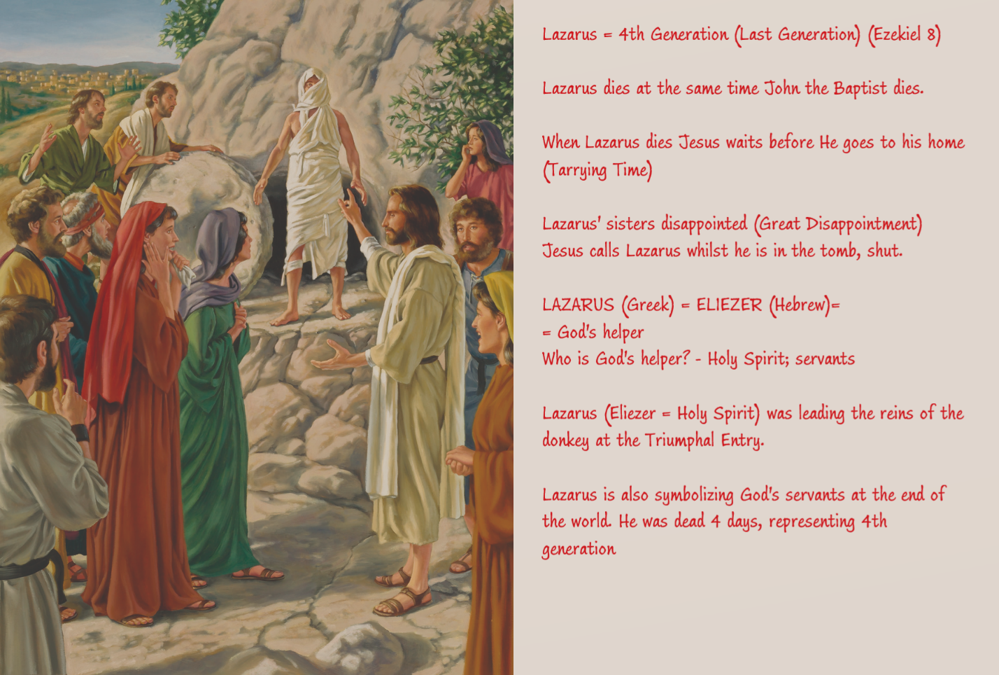 Lazarus = 4th Generation (Last Generation) (Ezekiel 8)
Lazarus dies at the same time John the Baptist dies.
When Lazarus dies Jesus waits before He goes to his home
(Tarrying Time)
Lazarus' sisters disappointed (Great Disappointment)
Jesus calls Lazarus whilst he is in the tomb, shut.
LAZARUS (Greek) = ELIEZER (Hebrew)=
= God's helper
Who is God's helper? - Holy Spirit; servants
Lazarus (Eliezer = Holy Spirit) was leading the reins of the
donkey at the Triumphal Entry.
Lazarus is also symbolizing God's servants at the end of
the world. He was dead 4 days, representing 4th
generation